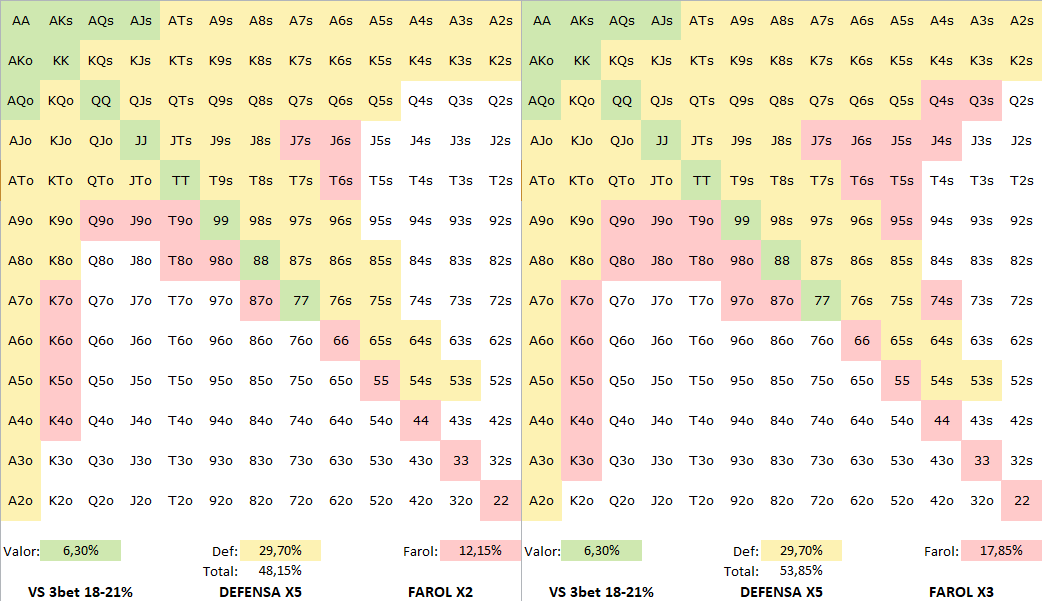 AA AKs AQs AJs ATs A9s A8s A7s A6s A5s A4s A3s A2s AA AKs AQs AJs ATs A9s A8s A7s A6s A5s A4s A3s A2s
AKo KK KQs KJs KTs K9s K8s K7s K6s K5s K4s K3s K2s AKo KK KQs KJs KTs K9s K8s K7s K6s K5s K4s K3s K2s
AQo KQo QQ QJs QTs Q9s Q8s Q7s Q6s Q5s Q4s Q3s Q2s AQo KQo QQ QJs QTs Q9s Q8s Q7s Q6s Q5s Q4s Q3s Q2s
AJo KJo QJo JJ JTs J9s J8s J7s J6s J5s J4s J3s J2s AJo KJo QJo JJ JTs J9s J8s J7s J6s J5s J4s J3s J2s
ATo KTo QTo JTo TT T9s T8s T7s T6s T5s T4s T3s T2s ATo KTo QTo JTo TT T9s T8s T7s T6s T5s T4s T3s T2s
A9o K9o Q9o J9o T9o 99 98s 97s 96s 95s 94s 93s 92s A9o K9o Q9o J9o T9o 99 98s 97s 96s 95s 94s 93s 92s
A8o K8o Q8o J8o T8o 98o 88 87s 86s 85s 84s 83s 82s A8o K8o Q8o J8o T8o 98o 88 87s 86s 85s 84s 83s 82s
A7o K7o Q7o J7o T7o 97o 87o 77 76s 75s 74s 73s 72s A7o K7o Q7o J7o T7o 97o 87o 77 76s 75s 74s 73s 72s
A6o K6o Q6o J6o T6o 96o 86o 76o 66 65s 64s 63s 62s A6o K6o Q6o J6o T6o 96o 86o 76o 66 65s 64s 63s 62s
A5o K5o Q5o J5o T5o 95o 85o 75o 65o 55 54s 53s 52s A5o K5o Q5o J5o T5o 95o 85o 75o 65o 55 54s 53s 52s
A4o K4o Q4o J4o T4o 94o 84o 74o 64o 54o 44 43s 42s A4o K4o Q4o J4o T4o 94o 84o 74o 64o 54o 44 43s 42s
A3o K3o Q3o J3o T3o 93o 83o 73o 63o 53o 43o 33 32s A3o K3o Q3o J3o T3o 93o 83o 73o 63o 53o 43o 33 32s
A2o K2o Q2o J2o T2o 92o 82o 72o 62o 52o 42o 32o 22 A2o K2o Q2o J2o T2o 92o 82o 72o 62o 52o 42o 32o 22
Valor: 6,30% Def: 29,70% Farol: 12,15% Valor: 6,30% Def: 29,70% Farol: 17,85%
Total: 48,15% Total: 53,85%
VS 3bet 18-21% DEFENSA X5 FAROL X2 VS 3bet 18-21% DEFENSA X5 FAROL X3